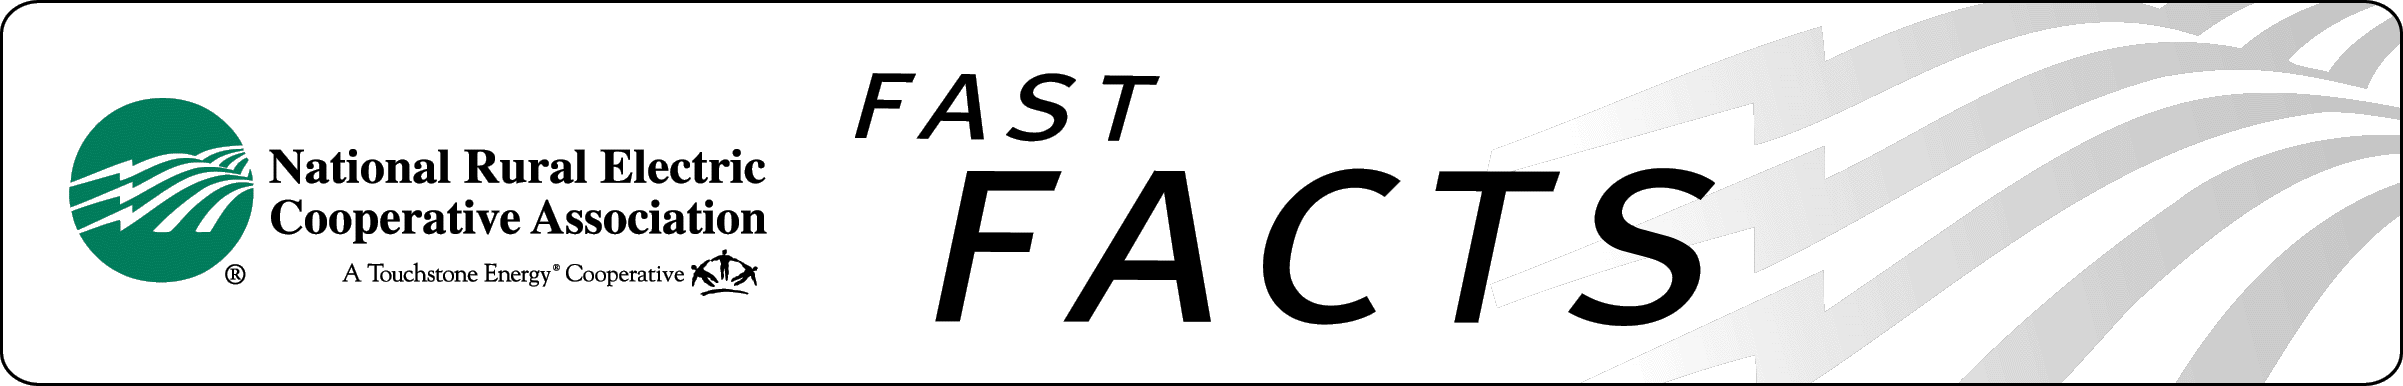 National Rural Electric
Cooperative Association
®
A Touchstone Energy® Cooperative
FAST
FACTS